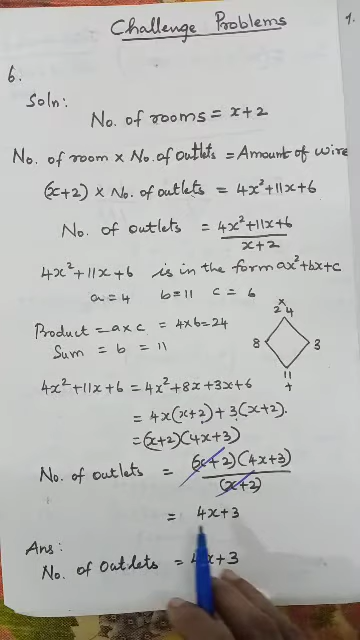 Challenge Problems
1.
6.
Soln:
No. of rooms = x+2
No. of room x No. of outlets = Amount of wire
(x+2) x No. of outlets = 4x²+11x+6
No. of outlets = 4x²+11x+6
x+2
4x²+11x+6 is in the form ax²+bx+c
a=4 b=11 c=6
Product = axc = 4x6=24
Sum = b = 11
x
24
8 3
11
+
4x²+11x+6 = 4x²+8x+3x+6
= 4x(x+2)+3(x+2).
= (x+2)(4x+3)
No. of outlets = (x+2)(4x+3)
(x+2)
= 4x+3
Ans:
No. of outlets = 4x+3